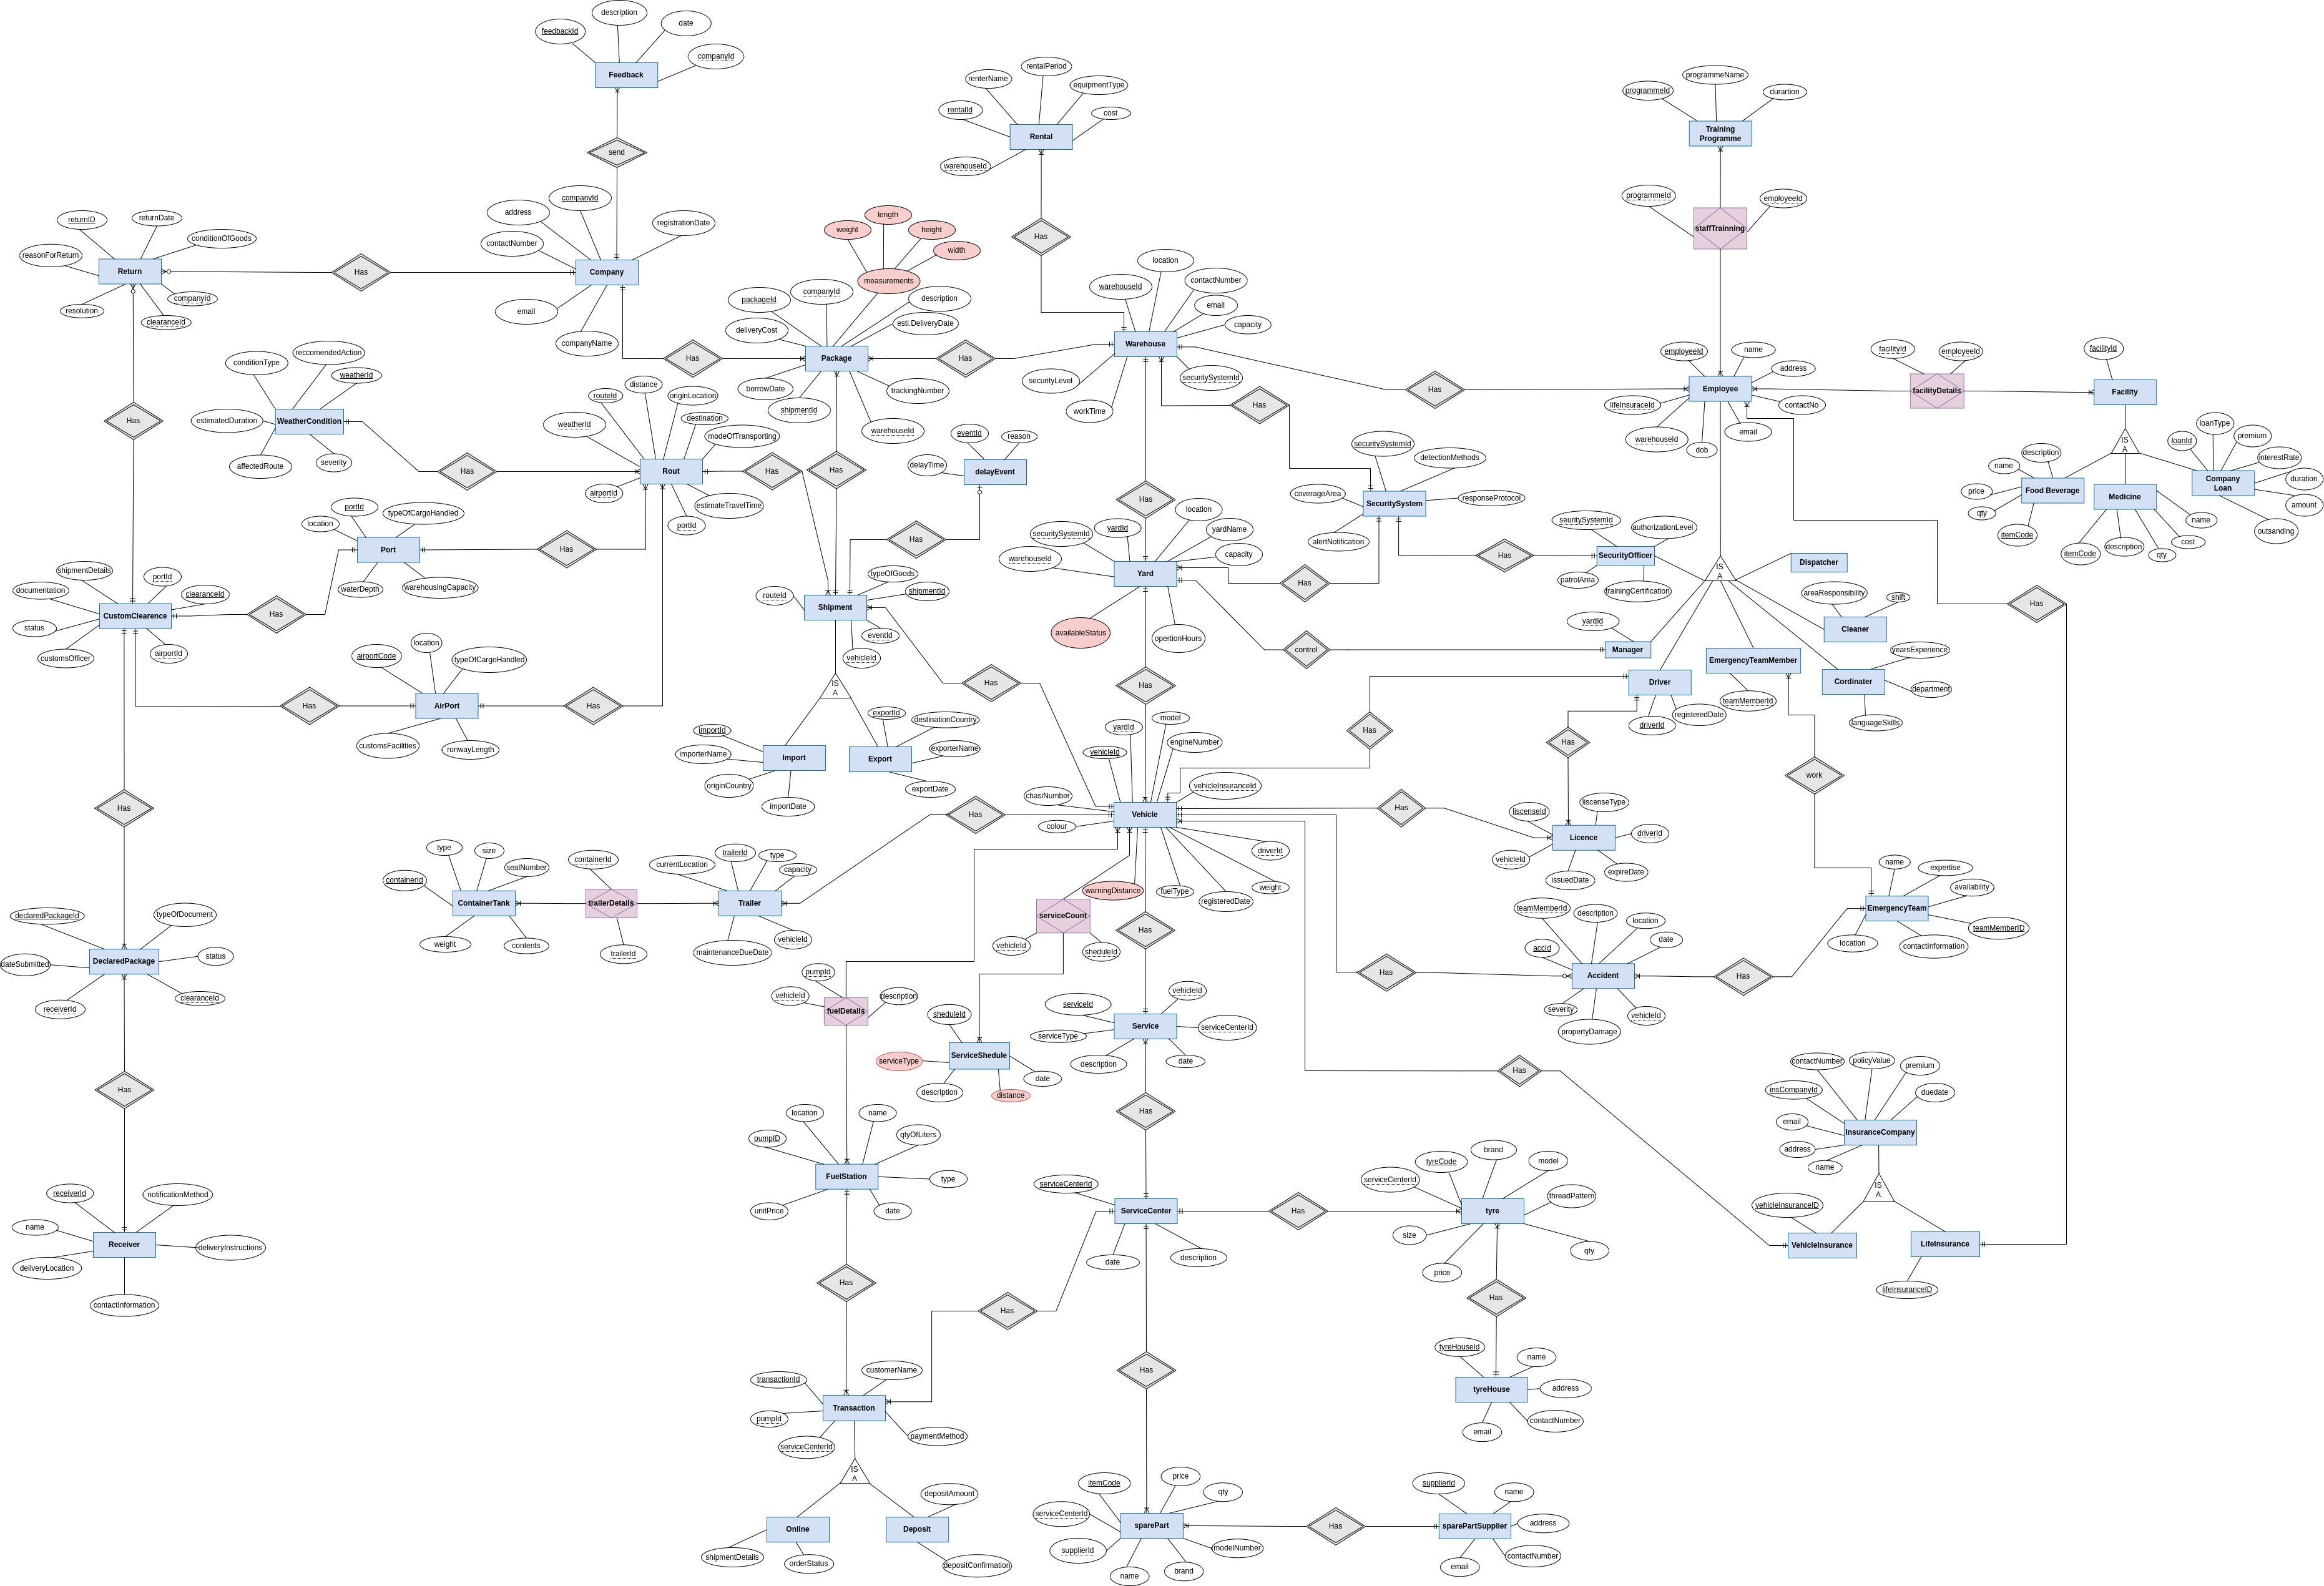 feedbackId
description
date
companyId
Feedback
send
address
companyId
registrationDate
contactNumber
Company
email
companyName
returnID
returnDate
conditionOfGoods
reasonForReturn
Return
resolution
companyId
clearanceId
Has
Has
Has
weight
length
height
width
measurements
packageId
companyId
description
esti.DeliveryDate
deliveryCost
Package
borrowDate
trackingNumber
shipmentId
warehouseId
Has
renterName
rentalPeriod
equipmentType
rentalId
cost
Rental
warehouseId
Has
location
warehouseId
contactNumber
email
capacity
Warehouse
securityLevel
securitySystemId
workTime
Has
Has
Has
programmeName
programmeId
durartion
Training
Programme
programmeId
employeeId
staffTrainning
employeeId
name
address
Employee
lifeInsuraceId
contactNo
warehouseId
email
dob
facilityId
employeeId
facilityDetails
facilityId
Facility
IS
A
loanType
loanId
premium
interestRate
duration
Company
Loan
amount
outsanding
description
name
Food Beverage
price
qty
itemCode
Medicine
name
cost
itemCode
description
qty
conditionType
reccomendedAction
weatherId
estimatedDuration
WeatherCondition
affectedRoute
severity
Has
routeId
distance
originLocation
destination
weatherId
modeOfTransporting
Rout
airportId
estimateTravelTime
portId
Has
Has
eventId
reason
delayTime
delayEvent
Has
portId
location
typeOfCargoHandled
Port
waterDepth
warehousingCapacity
Has
shipmentDetails
documentation
portId
clearanceId
CustomClearence
status
customsOfficer
airportId
Has
airportCode
location
typeOfCargoHandled
AirPort
customsFacilities
runwayLength
Has
Has
typeOfGoods
routeId
shipmentId
Shipment
eventId
vehicleId
IS
A
importId
importerName
Import
originCountry
importDate
exportId
destinationCountry
exporterName
Export
exportDate
Has
securitySystemId
yardId
location
yardName
warehouseId
capacity
Yard
availableStatus
opertionHours
Has
control
Has
securitySystemId
detectionMethods
coverageArea
SecuritySystem
responseProtocol
alertNotification
Has
seuritySystemId
authorizationLevel
SecurityOfficer
patrolArea
trainingCertification
IS
A
Dispatcher
areaResponsibility
shift
Cleaner
yardId
Manager
EmergencyTeamMember
teamMemberId
yearsExperience
Cordinater
department
languageSkills
Driver
driverId
registeredDate
Has
Has
Has
work
yardId
model
vehicleId
engineNumber
vehicleInsuranceId
chasiNumber
Vehicle
colour
driverId
weight
warningDistance
fuelType
registeredDate
Has
Has
liscenseId
liscenseType
driverId
Licence
vehicleId
issuedDate
expireDate
Has
type
size
sealNumber
containerId
ContainerTank
weight
contents
containerId
trailerDetails
trailerId
currentLocation
trailerId
type
capacity
Trailer
maintenanceDueDate
vehicleId
serviceCount
vehicleId
sheduleId
Has
declaredPackageId
typeOfDocument
DeclaredPackage
status
dateSubmitted
receiverId
clearanceId
Has
receiverId
notificationMethod
name
Receiver
deliveryInstructions
deliveryLocation
contactInformation
pumpId
vehicleId
description
fuelDetails
sheduleId
serviceType
ServiceShedule
description
distance
date
serviceId
vehicleId
serviceType
Service
serviceCenterId
description
date
Has
teamMemberId
description
location
date
accId
Accident
severity
propertyDamage
vehicleId
Has
Has
name
expertise
availability
EmergencyTeam
teamMemberID
location
contactInformation
Has
contactNumber
policyValue
premium
insCompanyId
duedate
email
InsuranceCompany
address
name
IS
A
vehicleInsuranceID
VehicleInsurance
LifeInsurance
lifeInsuranceID
location
name
pumpID
qtyOfLiters
FuelStation
type
unitPrice
date
Has
serviceCenterId
ServiceCenter
date
description
Has
Has
tyreCode
brand
model
serviceCenterId
threadPattern
tyre
size
price
qty
Has
tyreHouseId
name
tyreHouse
address
contactNumber
email
transactionId
customerName
Transaction
pumpId
serviceCenterId
paymentMethod
IS
A
Online
shipmentDetails
orderStatus
depositAmount
Deposit
depositConfirmation
Has
itemCode
price
qty
serviceCenterId
sparePart
supplierId
modelNumber
name
brand
Has
supplierId
name
sparePartSupplier
address
contactNumber
email